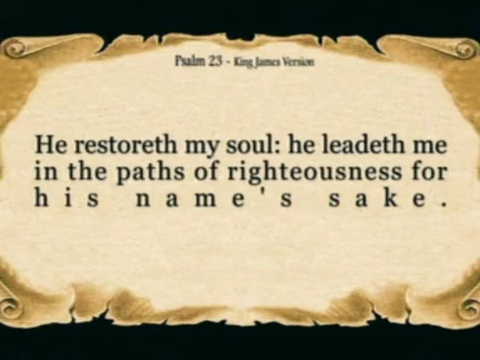 Psalm 23 - King James Version
He restoreth my soul: he leadeth me
in the paths of righteousness for
his name's sake.